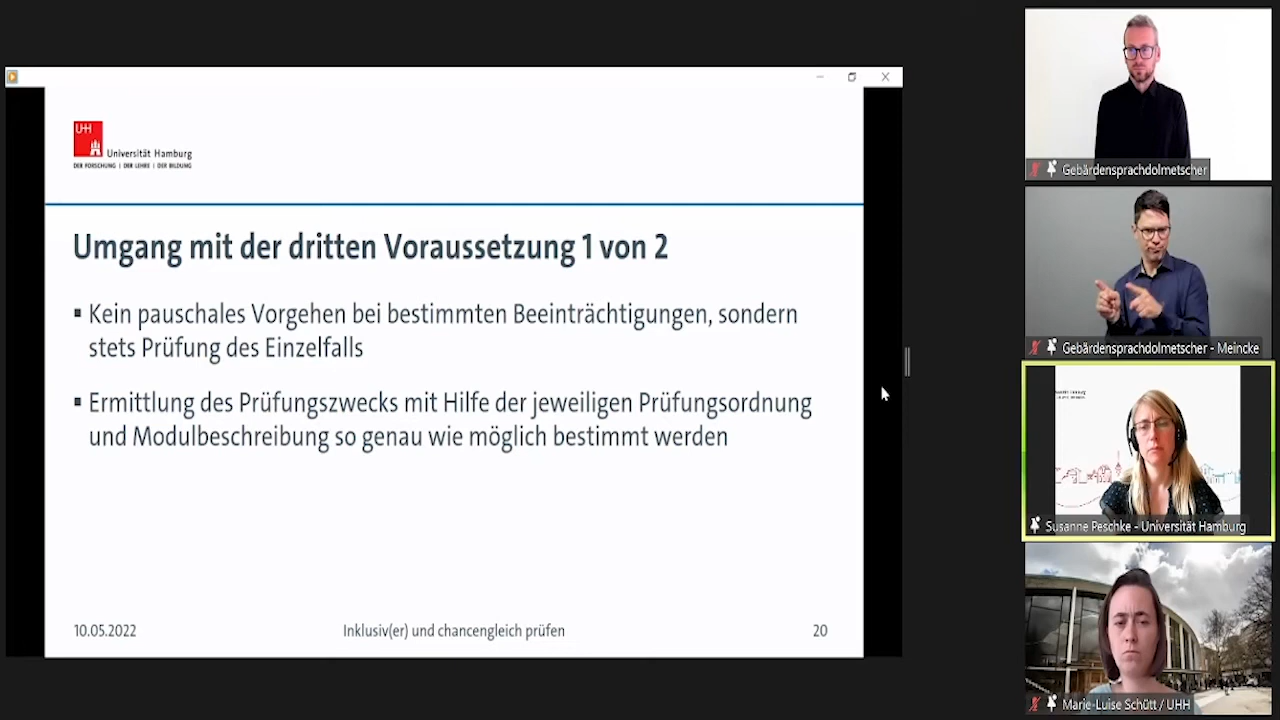 UHH
Universität Hamburg
DER FORSCHUNG | DER LEHRE | DER BILDUNG
Umgang mit der dritten Voraussetzung 1 von 2
Kein pauschales Vorgehen bei bestimmten Beeinträchtigungen, sondern
stets Prüfung des Einzelfalls
Ermittlung des Prüfungszwecks mit Hilfe der jeweiligen Prüfungsordnung
und Modulbeschreibung so genau wie möglich bestimmt werden
10.05.2022
Inklusiv(er) und chancengleich prüfen
20
Gebärdensprachdolmetscher
Gebärdensprachdolmetscher - Meincke
Susanne Peschke - Universität Hamburg
Marie-Luise Schütt / UHH